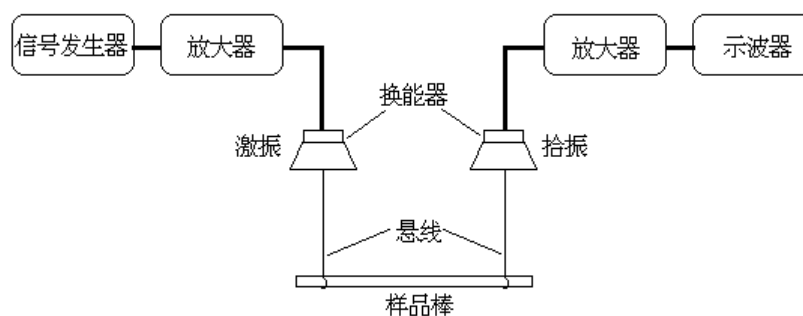 信号发生器
放大器
放大器
示波器
换能器
激振
拾振
悬线
样品棒